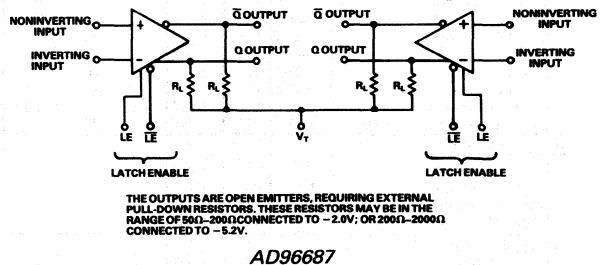 NONINVERTING
INPUT
+
Q̅ OUTPUT
Q̅ OUTPUT
+
NONINVERTING
INPUT
INVERTING
INPUT
−
Q OUTPUT
Q OUTPUT
−
INVERTING
INPUT
RL RL RL RL
LE L̅E̅ VT L̅E̅ LE
LATCH ENABLE LATCH ENABLE
THE OUTPUTS ARE OPEN EMITTERS, REQUIRING EXTERNAL
PULL-DOWN RESISTORS. THESE RESISTORS MAY BE IN THE
RANGE OF 50Ω–200ΩCONNECTED TO −2.0V; OR 200Ω–2000Ω
CONNECTED TO −5.2V.
AD96687